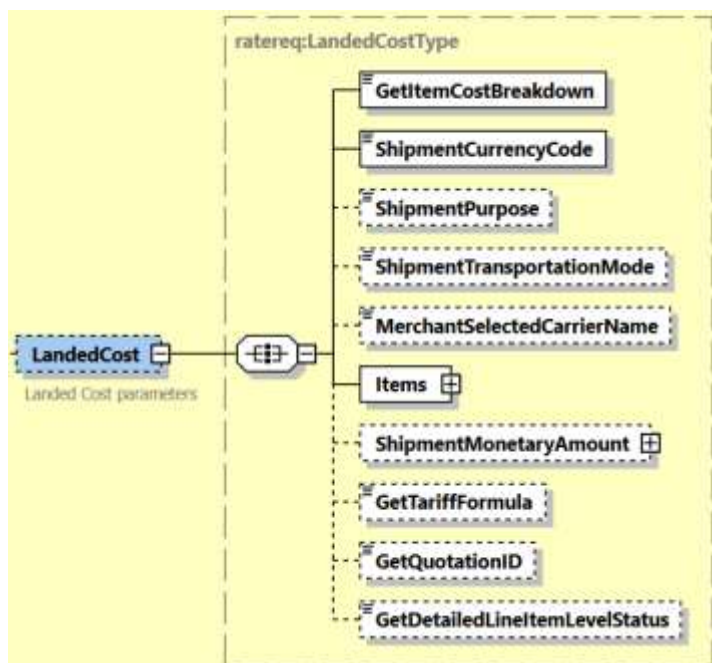 ratereq:LandedCostType
GetItemCostBreakdown
ShipmentCurrencyCode
ShipmentPurpose
ShipmentTransportationMode
MerchantSelectedCarrierName
LandedCost
Items
Landed Cost parameters
ShipmentMonetaryAmount
GetTariffFormula
GetQuotationID
GetDetailedLineItemLevelStatus